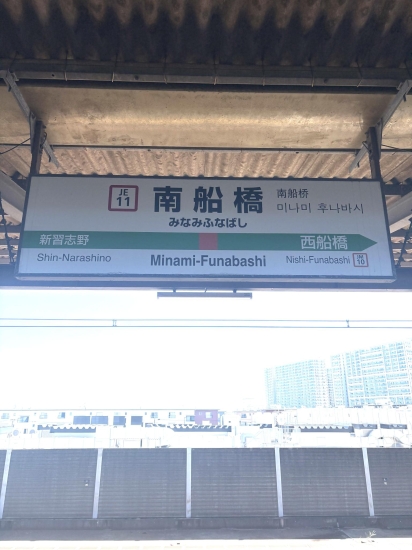 JE
11
南船橋
みなみふなばし
南船桥
미나미 후나바시
新習志野
西船橋
Shin-Narashino
Minami-Funabashi
Nishi-Funabashi
JE
10